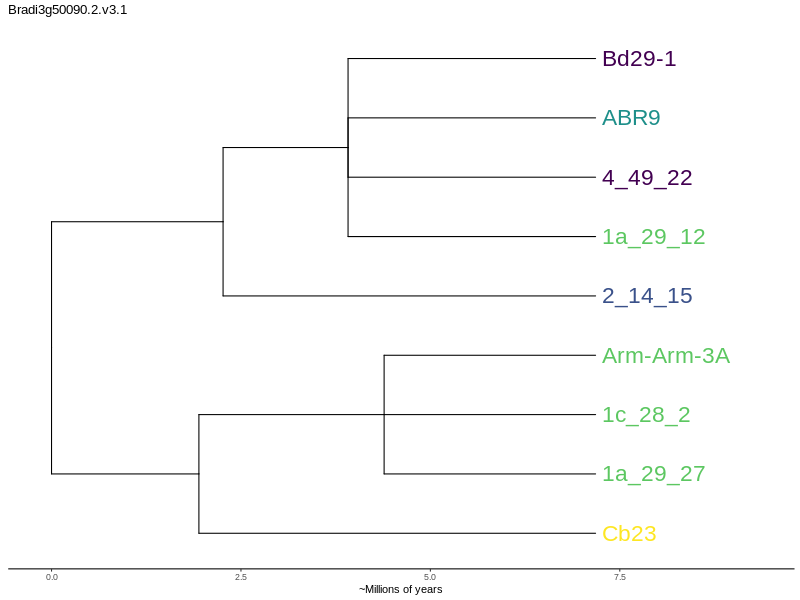 Bradi3g50090.2.v3.1
Bd29-1
ABR9
4_49_22
1a_29_12
2_14_15
Arm-Arm-3A
1c_28_2
1a_29_27
Cb23
0.0 2.5 5.0 7.5
~Millions of years